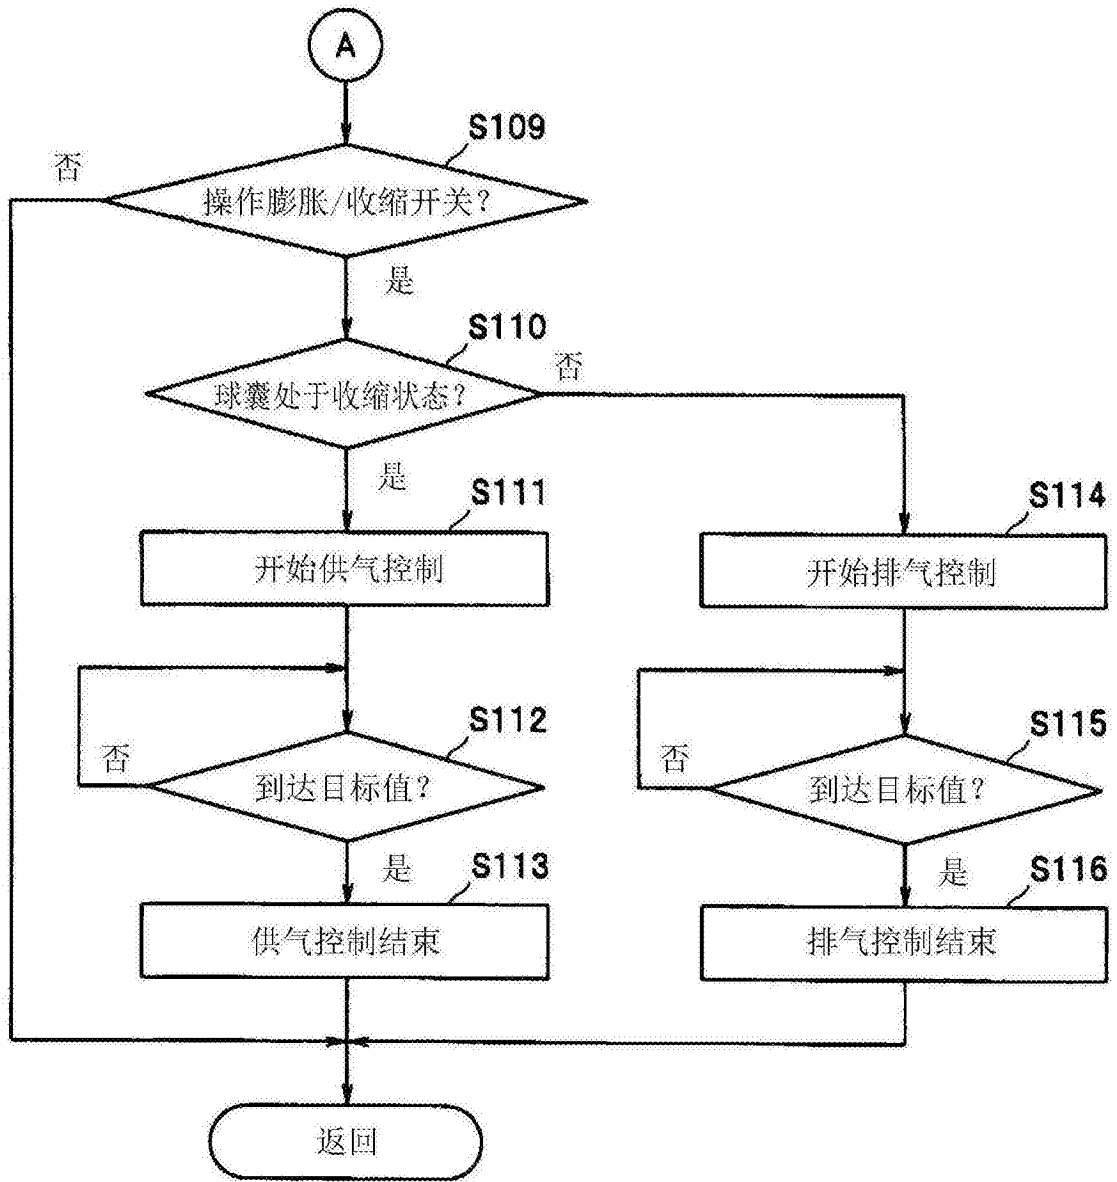 A
S109
否
操作膨胀/收缩开关?
是
S110
否
球囊处于收缩状态?
是
S111
S114
开始供气控制
开始排气控制
S112
S115
否
否
到达目标值?
到达目标值?
是
是
S113
S116
供气控制结束
排气控制结束
返回